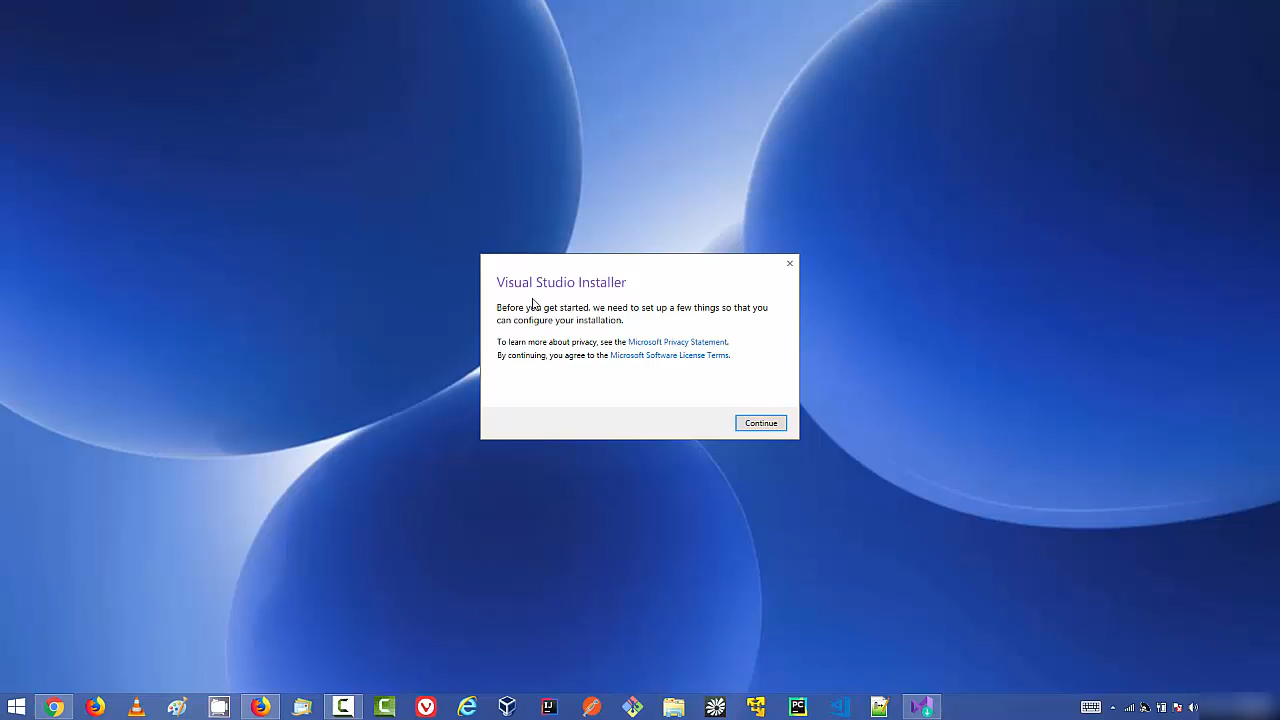 Visual Studio Installer
Before you get started, we need to set up a few things so that you
can configure your installation.
To learn more about privacy, see the Microsoft Privacy Statement.
By continuing, you agree to the Microsoft Software License Terms.
Continue